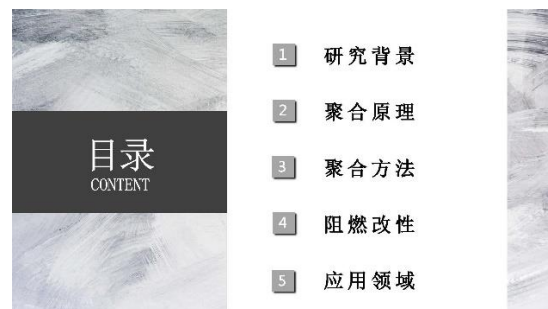 目录
CONTENT
1 研究背景
2 聚合原理
3 聚合方法
4 阻燃改性
5 应用领域